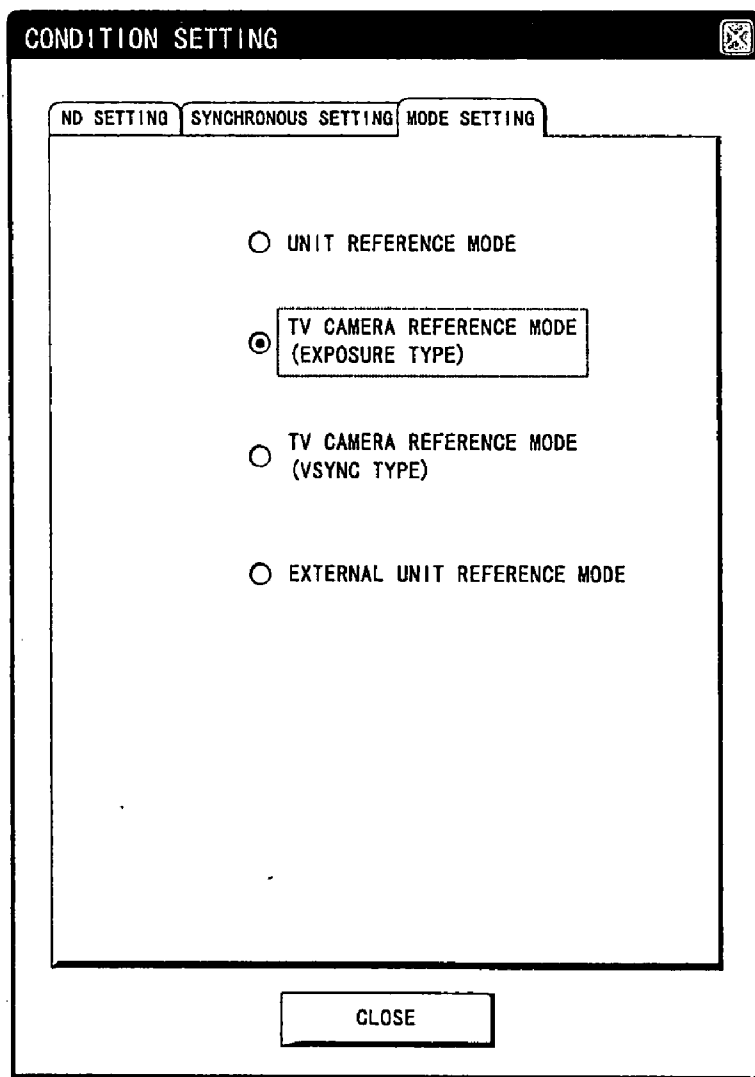 CONDITION SETTING
ND SETTING SYNCHRONOUS SETTING MODE SETTING
UNIT REFERENCE MODE
TV CAMERA REFERENCE MODE
(EXPOSURE TYPE)
TV CAMERA REFERENCE MODE
(VSYNC TYPE)
EXTERNAL UNIT REFERENCE MODE
CLOSE